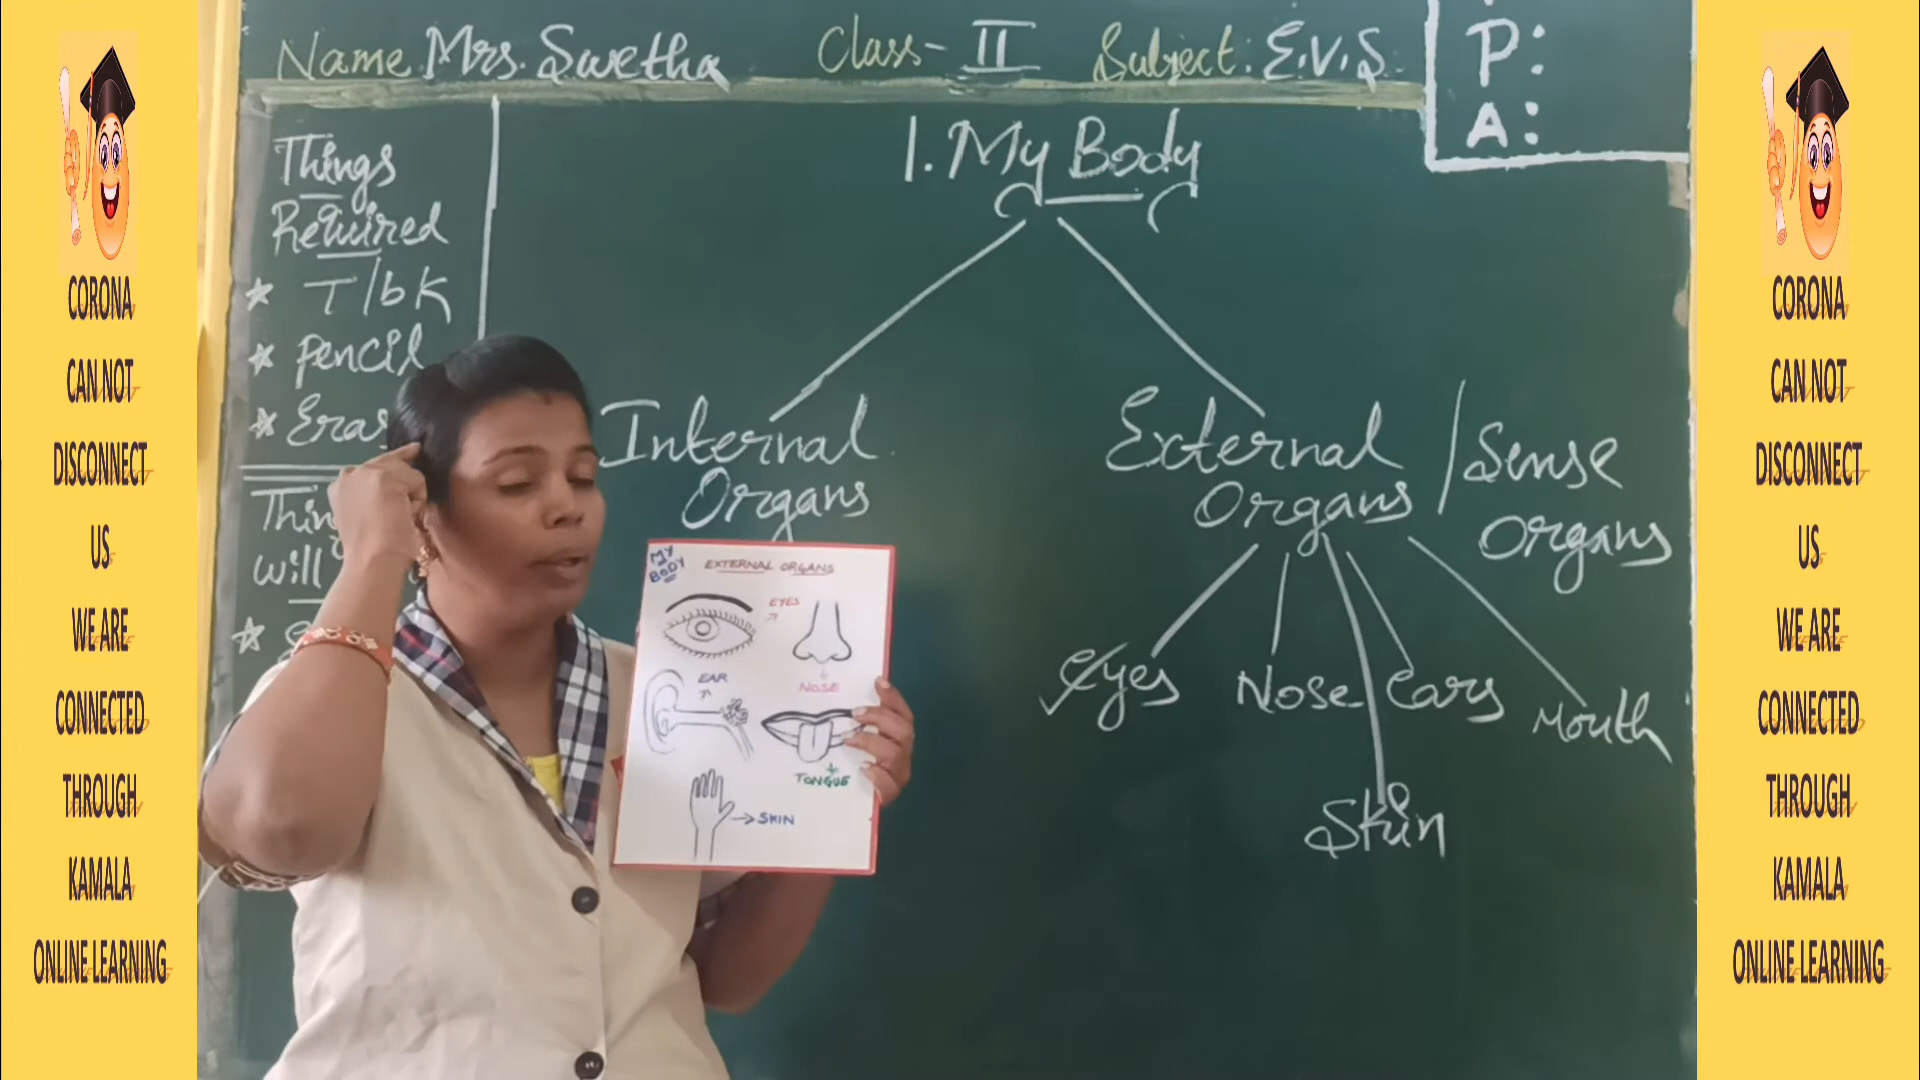 CORONA
CAN NOT
DISCONNECT
US
WE ARE
CONNECTED
THROUGH
KAMALA
ONLINE LEARNING
Name Mrs. Swetha Class- II Subject: E.V.S.
P:
A:
Things
Required
* T/bk
* Pencil
* Eras
Thin
will
*
1. My Body
Internal
Organs
External
Organs / Sense
Organs
Eyes Nose Ears Mouth
Skin
MY
BODY
EXTERNAL ORGANS
EYES
NOSE
EAR
TONGUE
SKIN
CORONA
CAN NOT
DISCONNECT
US
WE ARE
CONNECTED
THROUGH
KAMALA
ONLINE LEARNING